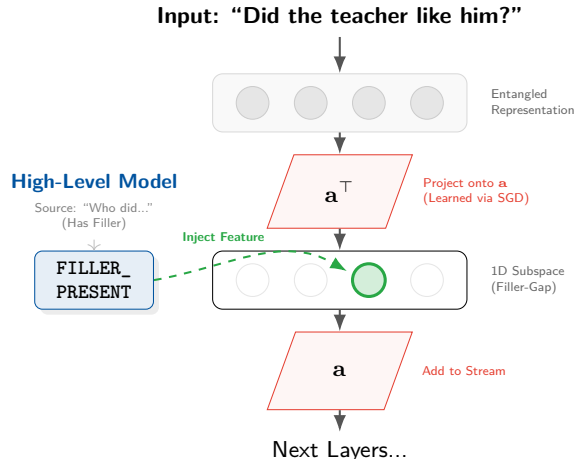 Input: “Did the teacher like him?”
Entangled
Representation
a⊤
Project onto a
(Learned via SGD)
High-Level Model
Source: “Who did...”
(Has Filler)
Inject Feature
FILLER_
PRESENT
1D Subspace
(Filler-Gap)
a
Add to Stream
Next Layers...